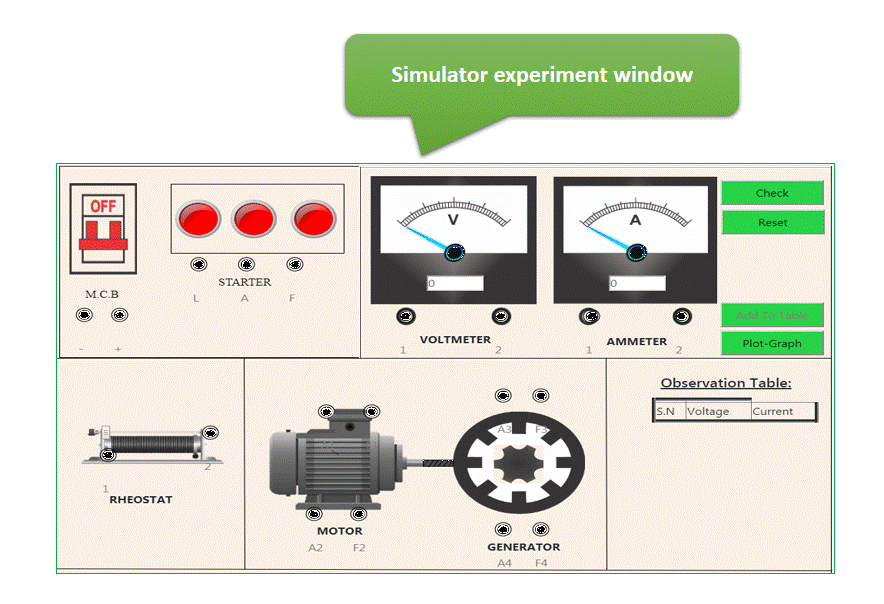 Simulator experiment window
OFF
M.C.B
- +
STARTER
L A F
V
0
VOLTMETER
1 2
A
0
AMMETER
1 2
Check
Reset
Add To Table
Plot-Graph
1
2
RHEOSTAT
MOTOR
A2 F2
A3 F3
GENERATOR
A4 F4
Observation Table:
S.N Voltage Current